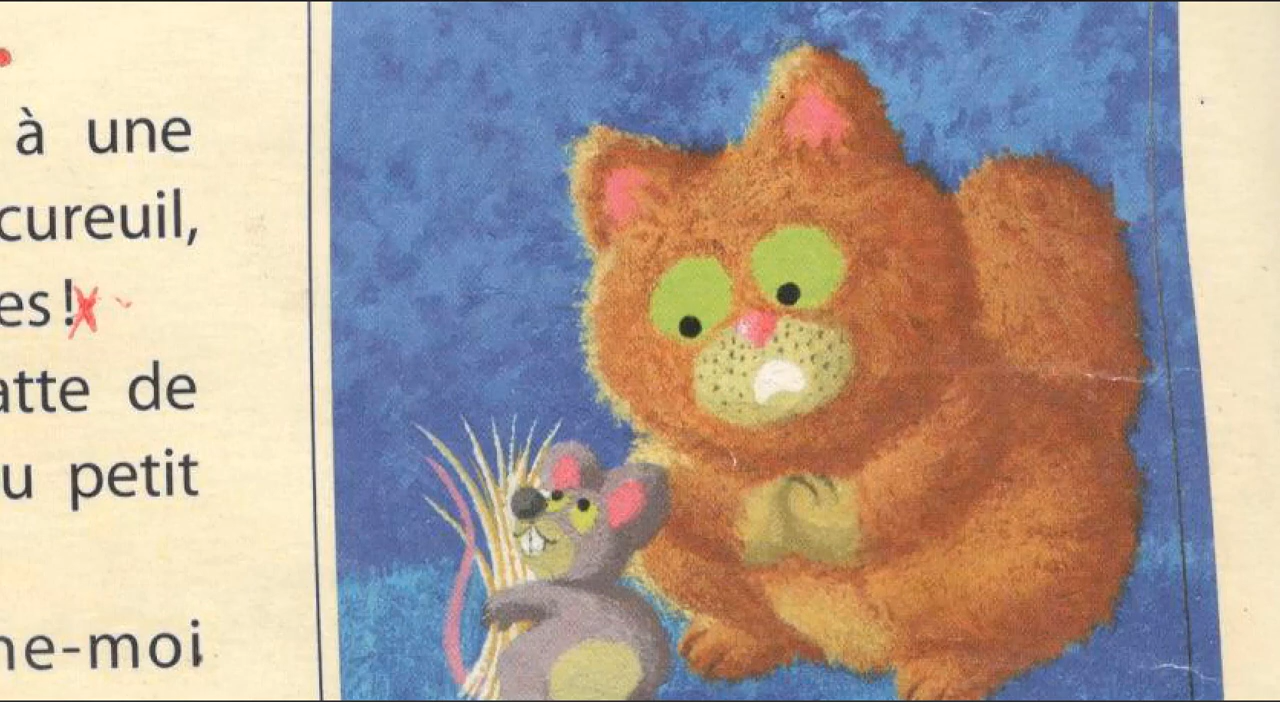 à une
cureuil,
es !
atte de
u petit
ne-moi